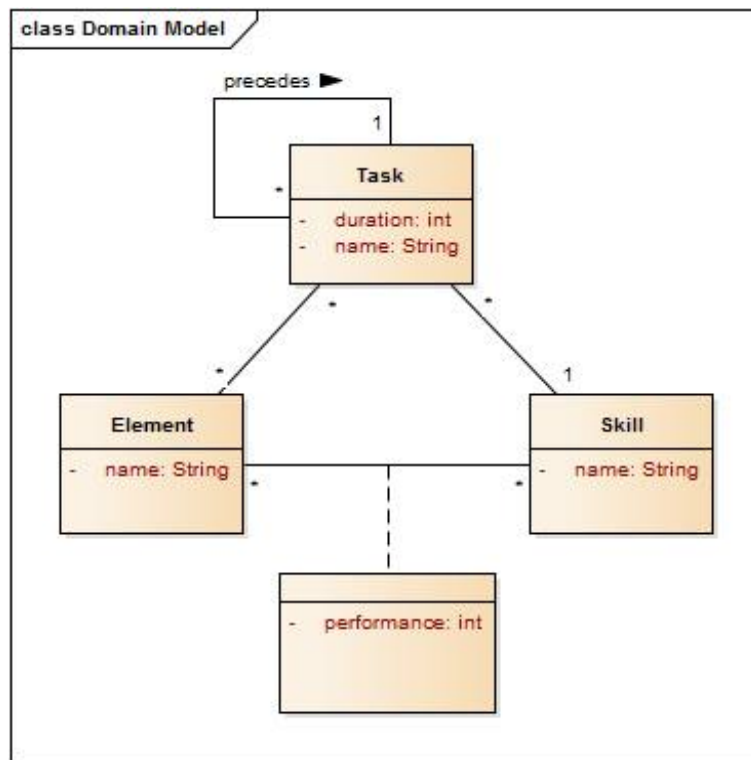 class Domain Model
precedes ►
1
Task
*
- duration: int
- name: String
*
*
*
1
Element
Skill
- name: String
- name: String
*
*
- performance: int